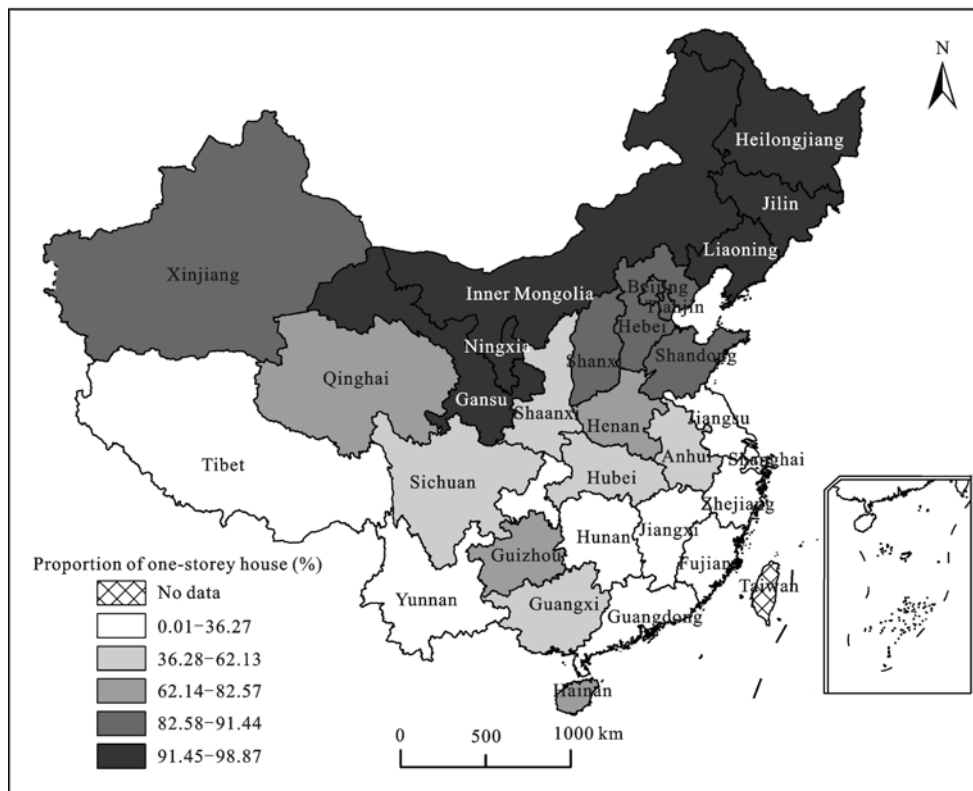 N
Heilongjiang
Jilin
Liaoning
Xinjiang
Inner Mongolia
Beijing
Tianjin
Hebei
Ningxia
Shanxi
Shandong
Qinghai
Gansu
Shaanxi
Henan
Jiangsu
Tibet
Sichuan
Hubei
Anhui
Shanghai
Zhejiang
Hunan
Jiangxi
Guizhou
Fujian
Taiwan
Yunnan
Guangxi
Guangdong
Hainan
Proportion of one-storey house (%)
No data
0.01−36.27
36.28−62.13
62.14−82.57
82.58−91.44
91.45−98.87
0 500 1000 km